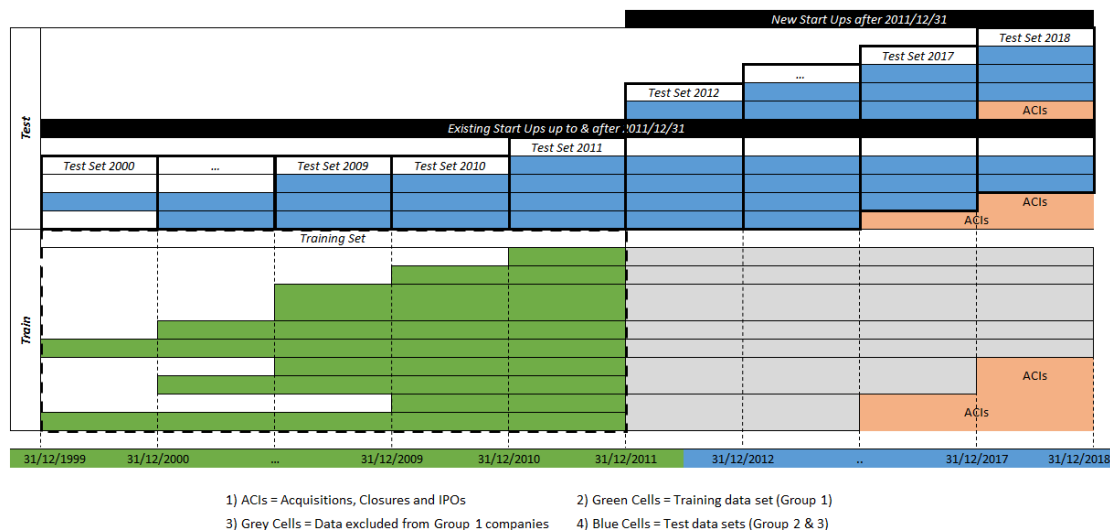 New Start Ups after 2011/12/31
Test Set 2018
Test Set 2017
...
Test Set 2012
ACIs
Test
Existing Start Ups up to & after 2011/12/31
Test Set 2011
Test Set 2000
...
Test Set 2009
Test Set 2010
ACIs
ACIs
Training Set
Train
ACIs
ACIs
31/12/1999 31/12/2000 ... 31/12/2009 31/12/2010 31/12/2011 31/12/2012 .. 31/12/2017 31/12/2018
1) ACIs = Acquisitions, Closures and IPOs 2) Green Cells = Training data set (Group 1)
3) Grey Cells = Data excluded from Group 1 companies 4) Blue Cells = Test data sets (Group 2 & 3)